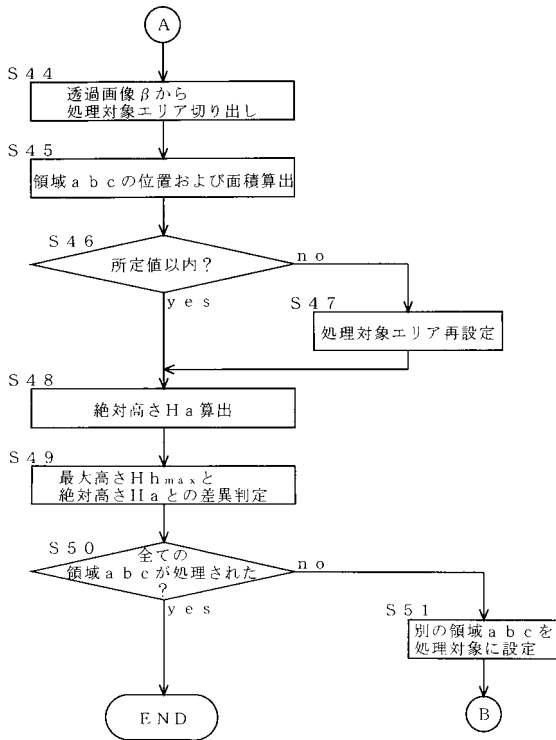 A
S44
透過画像βから
処理対象エリア切り出し
S45
領域abcの位置および面積算出
S46
所定値以内?
no
yes
S47
処理対象エリア再設定
S48
絶対高さHa算出
S49
最大高さHhmaxと
絶対高さHaとの差異判定
S50
全ての
領域abcが処理された
?
no
yes
S51
別の領域abcを
処理対象に設定
END
B